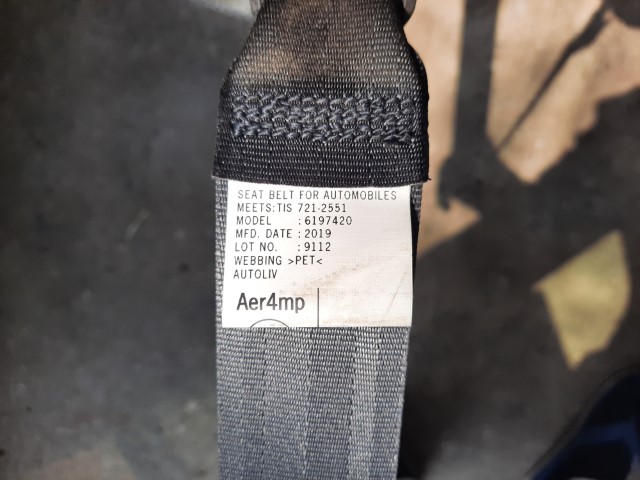 SEAT BELT FOR AUTOMOBILES
MEETS:TIS 721-2551
MODEL : 6197420
MFD. DATE : 2019
LOT NO. : 9112
WEBBING >PET<
AUTOLIV
Aer4mp